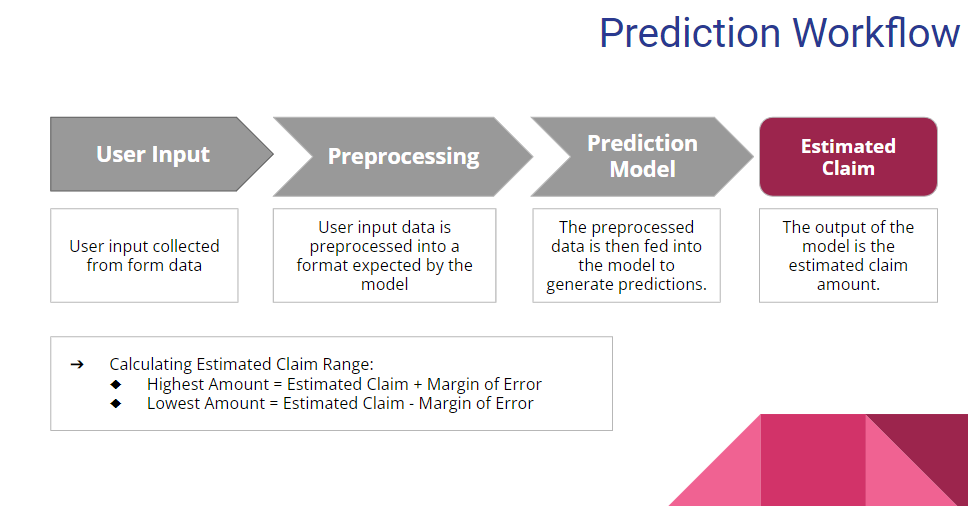 Prediction Workflow
User Input
Preprocessing
Prediction
Model
Estimated
Claim
User input collected
from form data
User input data is
preprocessed into a
format expected by the
model
The preprocessed
data is then fed into
the model to
generate predictions.
The output of the
model is the
estimated claim
amount.
➔ Calculating Estimated Claim Range:
◆ Highest Amount = Estimated Claim + Margin of Error
◆ Lowest Amount = Estimated Claim - Margin of Error